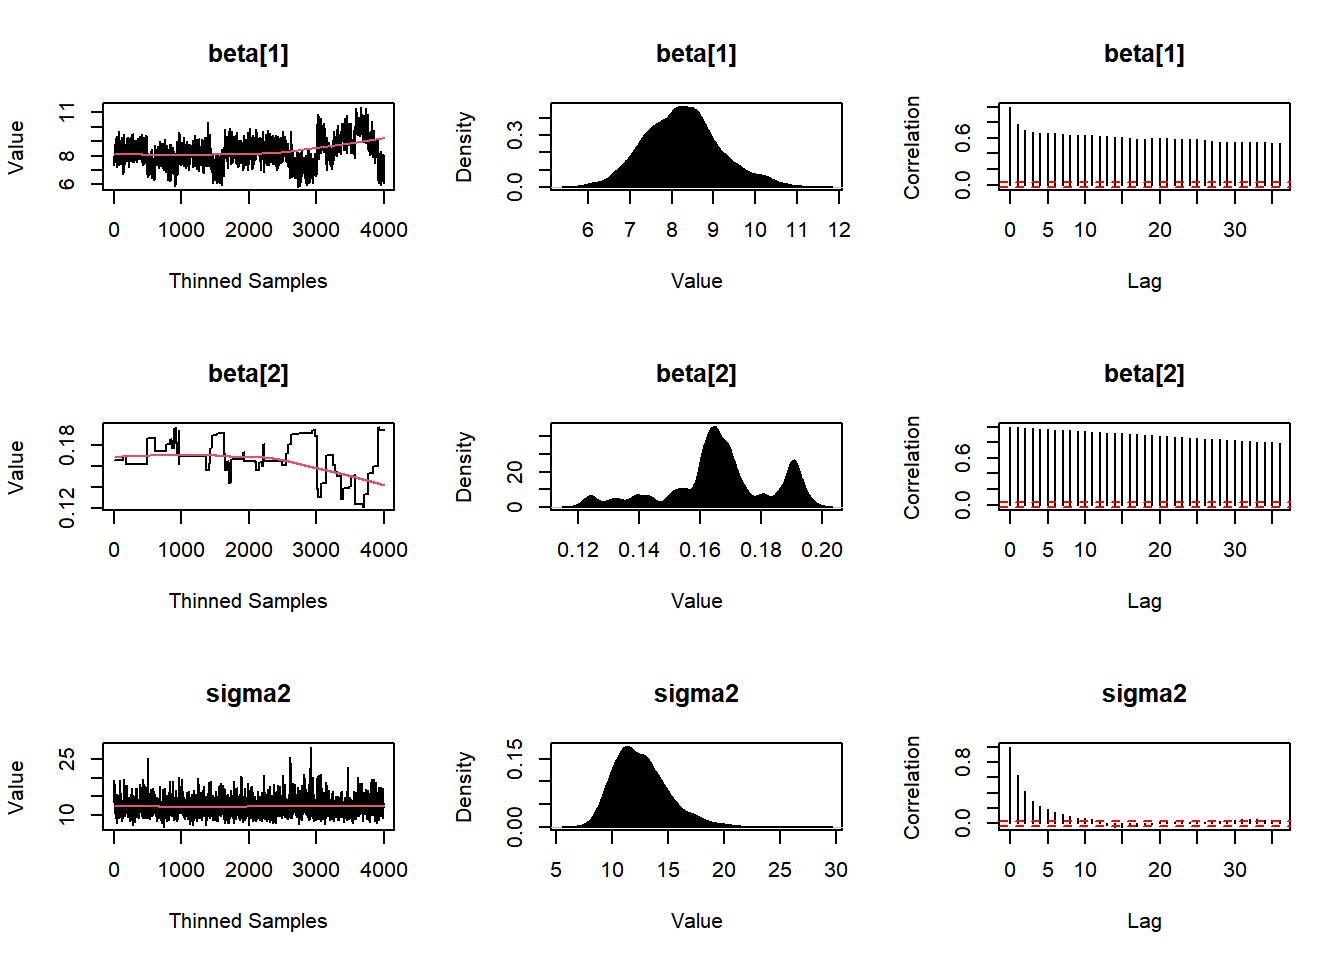 beta[1]
Value
11
8
6
0 1000 2000 3000 4000
Thinned Samples
beta[1]
Density
0.3
0.0
6 7 8 9 10 11 12
Value
beta[1]
Correlation
0.6
0.0
0 5 10 20 30
Lag
beta[2]
Value
0.18
0.12
0 1000 2000 3000 4000
Thinned Samples
beta[2]
Density
20
0
0.12 0.14 0.16 0.18 0.20
Value
beta[2]
Correlation
0.6
0.0
0 5 10 20 30
Lag
sigma2
Value
25
10
0 1000 2000 3000 4000
Thinned Samples
sigma2
Density
0.15
0.00
5 10 15 20 25 30
Value
sigma2
Correlation
0.8
0.0
0 5 10 20 30
Lag